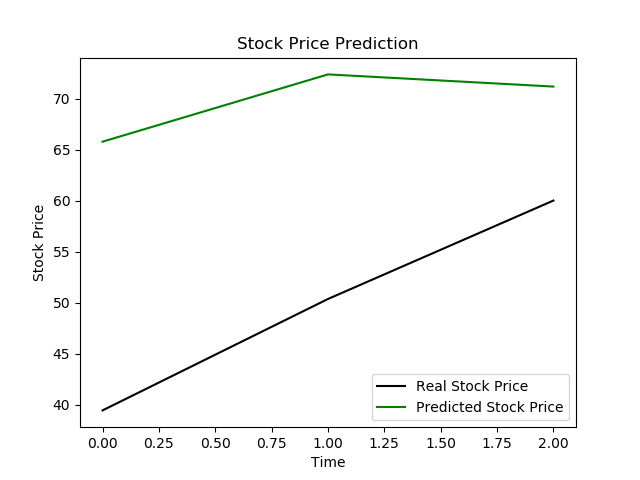 Stock Price Prediction
Stock Price
70
65
60
55
50
45
40
Real Stock Price
Predicted Stock Price
0.00 0.25 0.50 0.75 1.00 1.25 1.50 1.75 2.00
Time